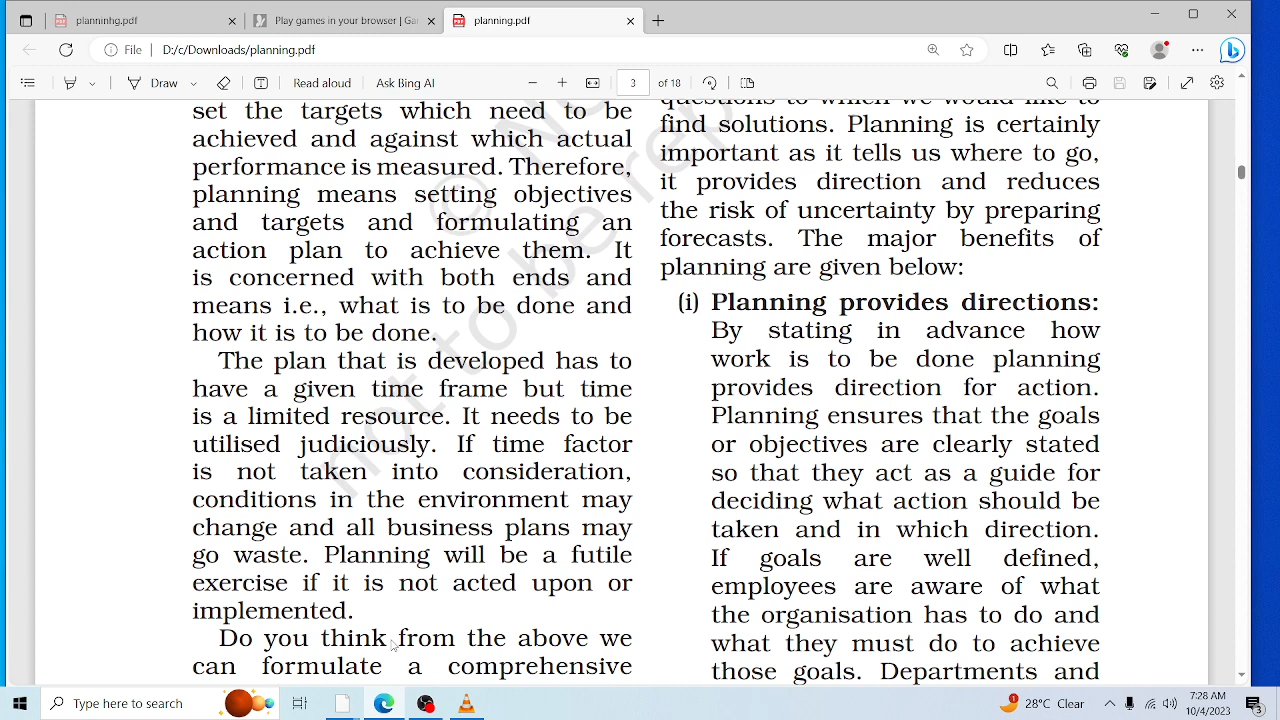 planninhg.pdf
Play games in your browser | Ga
planning.pdf
File
D:/c/Downloads/planning.pdf
Draw
Read aloud
Ask Bing AI
3
of 18
set the targets which need to be
achieved and against which actual
performance is measured. Therefore,
planning means setting objectives
and targets and formulating an
action plan to achieve them. It
is concerned with both ends and
means i.e., what is to be done and
how it is to be done.
The plan that is developed has to
have a given time frame but time
is a limited resource. It needs to be
utilised judiciously. If time factor
is not taken into consideration,
conditions in the environment may
change and all business plans may
go waste. Planning will be a futile
exercise if it is not acted upon or
implemented.
Do you think from the above we
can formulate a comprehensive
questions to which we would like to
find solutions. Planning is certainly
important as it tells us where to go,
it provides direction and reduces
the risk of uncertainty by preparing
forecasts. The major benefits of
planning are given below:
(i) Planning provides directions:
By stating in advance how
work is to be done planning
provides direction for action.
Planning ensures that the goals
or objectives are clearly stated
so that they act as a guide for
deciding what action should be
taken and in which direction.
If goals are well defined,
employees are aware of what
the organisation has to do and
what they must do to achieve
those goals. Departments and
not to be rep
Type here to search
1
28°C Clear
7:28 AM
10/4/2023
3